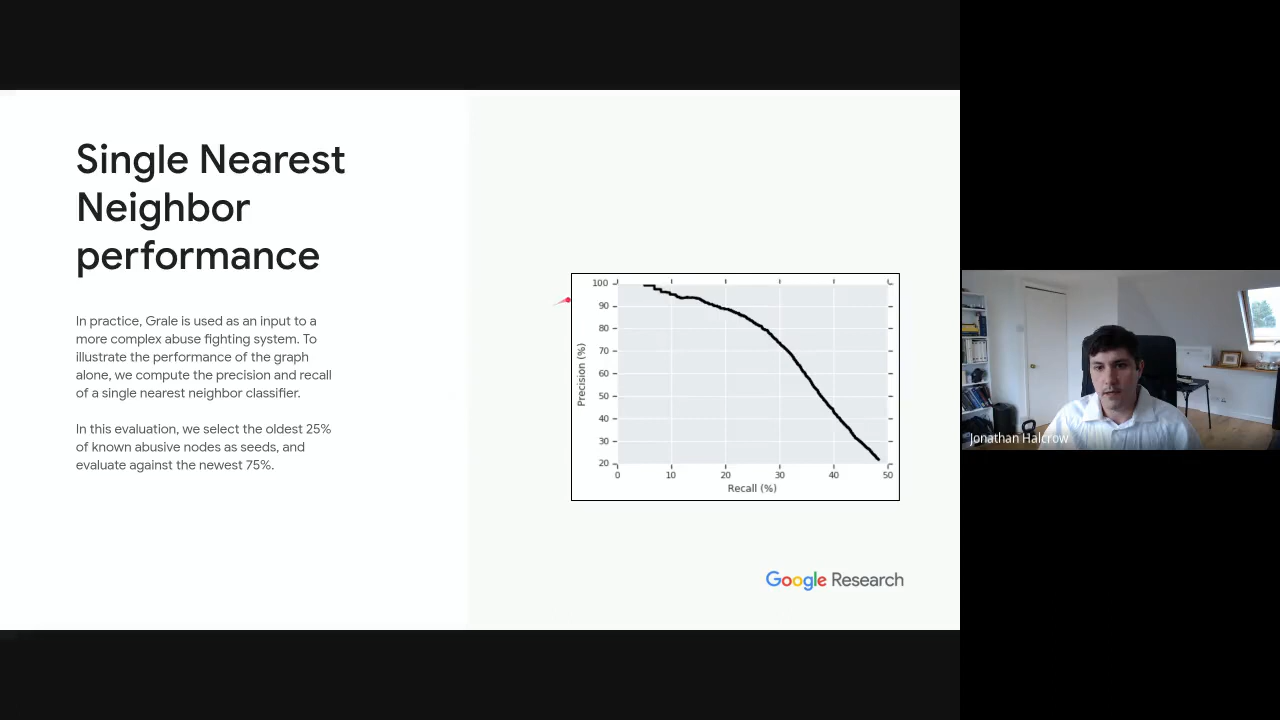 Single Nearest
Neighbor
performance
In practice, Grale is used as an input to a
more complex abuse fighting system. To
illustrate the performance of the graph
alone, we compute the precision and recall
of a single nearest neighbor classifier.
In this evaluation, we select the oldest 25%
of known abusive nodes as seeds, and
evaluate against the newest 75%.
100
90
80
70
60
50
40
30
20
Precision (%)
0 10 20 30 40 50
Recall (%)
Google Research
Jonathan Halcrow